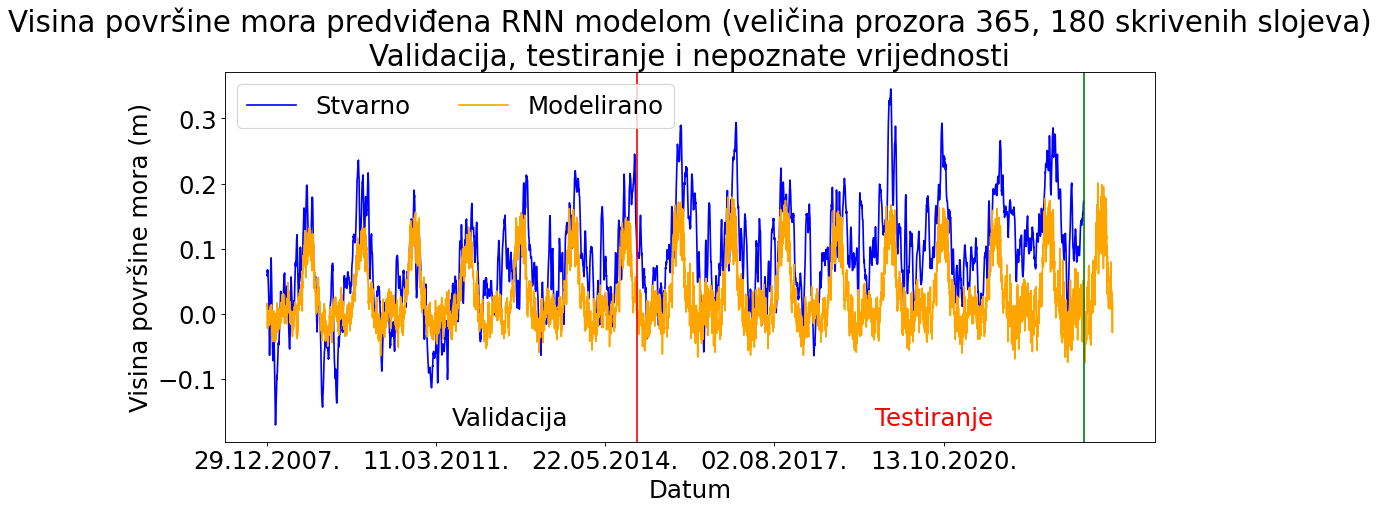 Visina površine mora predviđena RNN modelom (veličina prozora 365, 180 skrivenih slojeva)
Validacija, testiranje i nepoznate vrijednosti
Stvarno
Modelirano
Visina površine mora (m)
0.3
0.2
0.1
0.0
−0.1
Validacija
Testiranje
29.12.2007.
11.03.2011.
22.05.2014.
02.08.2017.
13.10.2020.
Datum